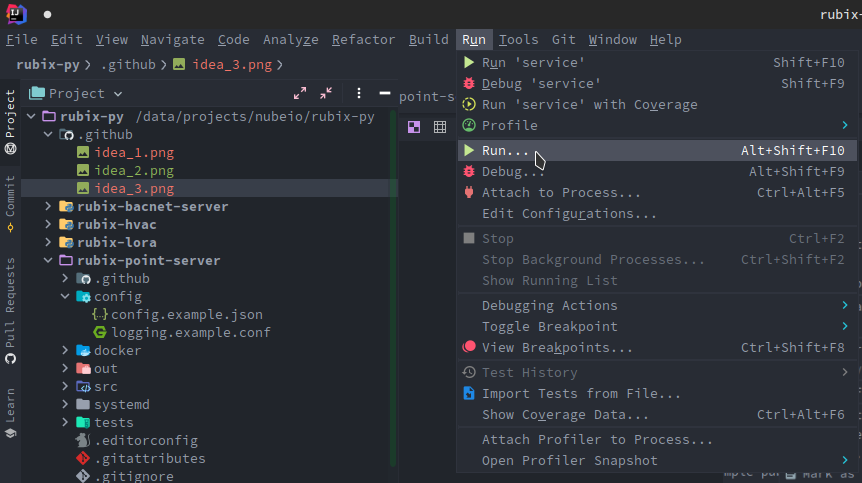 rubix-
File Edit View Navigate Code Analyze Refactor Build Run Tools Git Window Help
rubix-py .github idea_3.png
Project
Project
Commit
Pull Requests
Learn
rubix-py /data/projects/nubeio/rubix-py
.github
idea_1.png
idea_2.png
idea_3.png
rubix-bacnet-server
rubix-hvac
rubix-lora
rubix-point-server
.github
config
config.example.json
logging.example.conf
docker
out
src
systemd
tests
.editorconfig
.gitattributes
.gitignore
point-s
Run 'service' Shift+F10
Debug 'service' Shift+F9
Run 'service' with Coverage
Profile
Run... Alt+Shift+F10
Debug... Alt+Shift+F9
Attach to Process... Ctrl+Alt+F5
Edit Configurations...
Stop Ctrl+F2
Stop Background Processes... Ctrl+Shift+F2
Show Running List
Debugging Actions
Toggle Breakpoint
View Breakpoints... Ctrl+Shift+F8
Test History
Import Tests from File...
Show Coverage Data... Ctrl+Alt+F6
Attach Profiler to Process...
Open Profiler Snapshot
Mark as